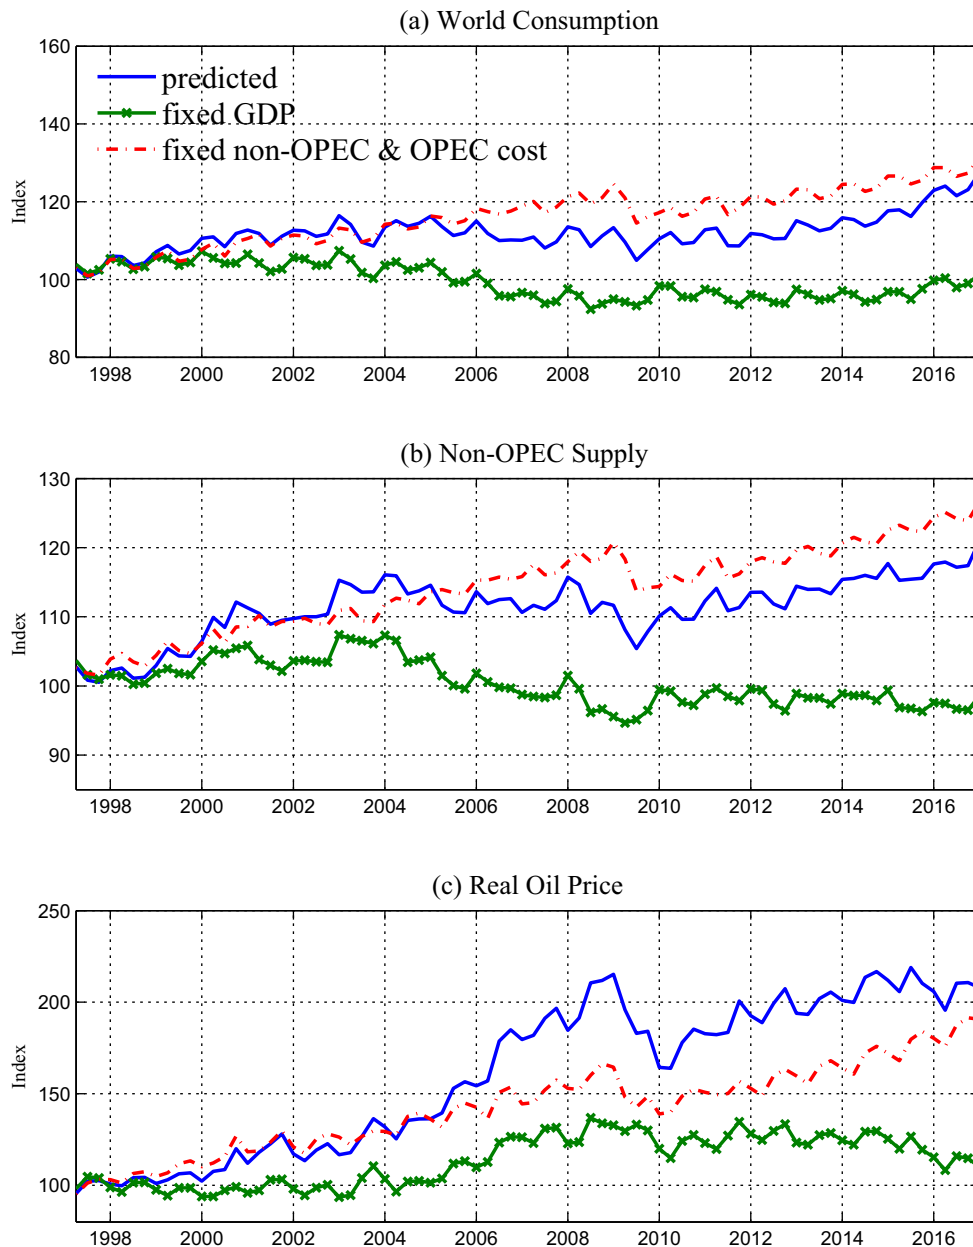 (a) World Consumption
160
140
120
100
80
Index
predicted
fixed GDP
fixed non-OPEC & OPEC cost
1998 2000 2002 2004 2006 2008 2010 2012 2014 2016
(b) Non-OPEC Supply
130
120
110
100
90
Index
1998 2000 2002 2004 2006 2008 2010 2012 2014 2016
(c) Real Oil Price
250
200
150
100
Index
1998 2000 2002 2004 2006 2008 2010 2012 2014 2016